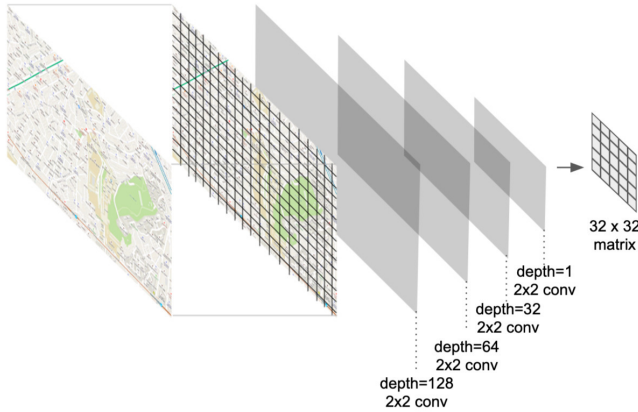 32 x 32
matrix
depth=1
2x2 conv
depth=32
2x2 conv
depth=64
2x2 conv
depth=128
2x2 conv